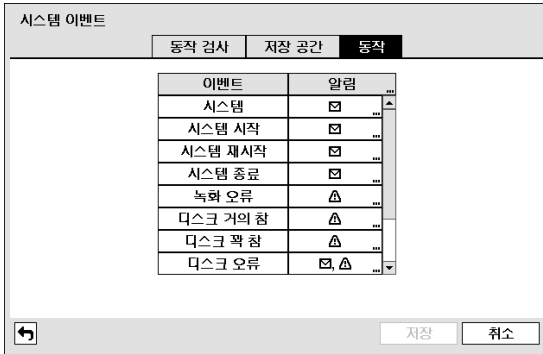 시스템 이벤트
동작 검사 저장 공간 동작
이벤트 알림 ...
시스템 ...
시스템 시작 ...
시스템 재시작 ...
시스템 종료 ...
녹화 오류 ...
디스크 거의 참 ...
디스크 꽉 참 ...
디스크 오류 , ...
저장 취소